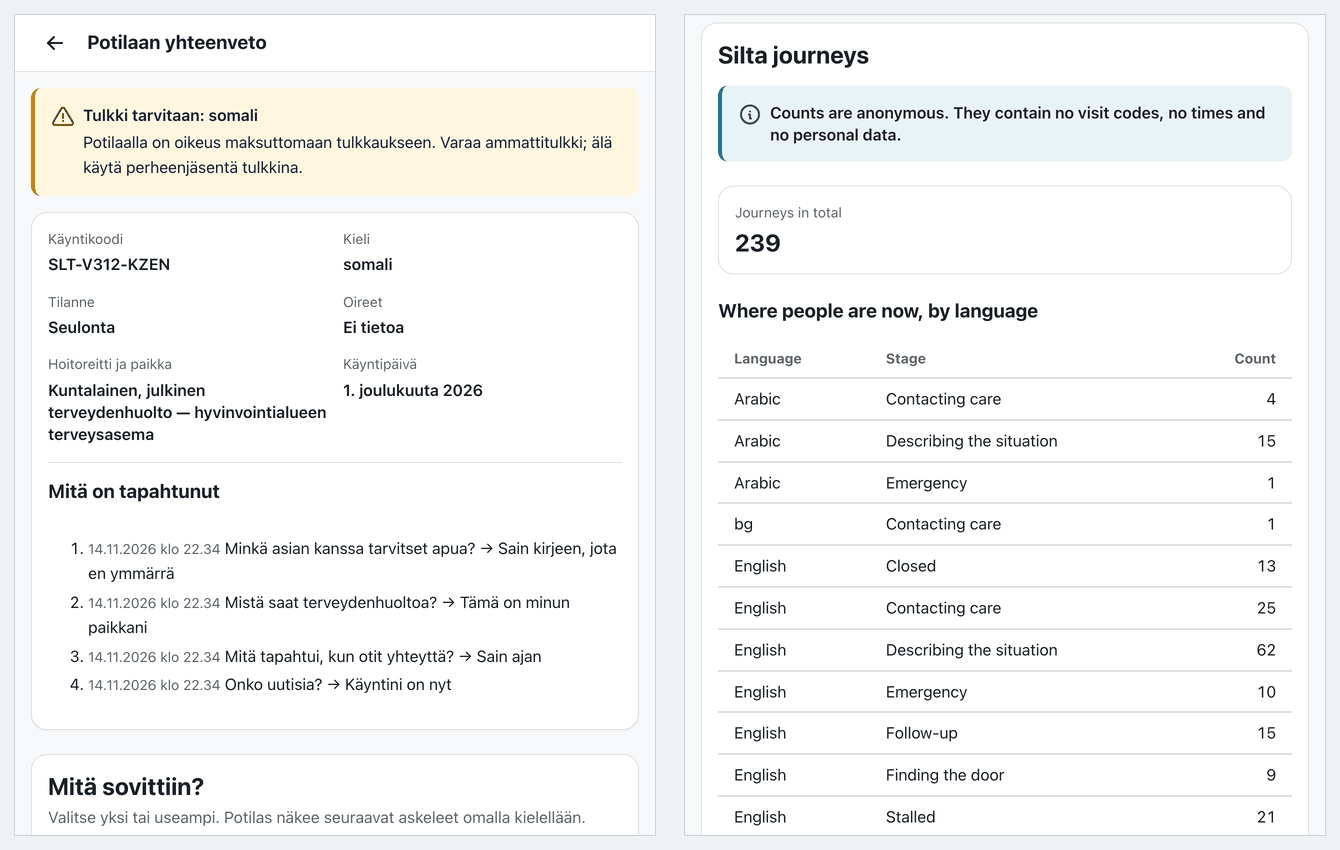 Potilaan yhteenveto
Tulkki tarvitaan: somali
Potilaalla on oikeus maksuttomaan tulkkaukseen. Varaa ammattitulkki; älä
käytä perheenjäsentä tulkkina.
Käyntikoodi
SLT-V312-KZEN
Kieli
somali
Tilanne
Seulonta
Oireet
Ei tietoa
Hoitoreitti ja paikka
Kuntalainen, julkinen
terveydenhuolto — hyvinvointialueen
terveysasema
Käyntipäivä
1. joulukuuta 2026
Mitä on tapahtunut
1. 14.11.2026 klo 22.34 Minkä asian kanssa tarvitset apua? → Sain kirjeen, jota
en ymmärrä
2. 14.11.2026 klo 22.34 Mistä saat terveydenhuoltoa? → Tämä on minun
paikkani
3. 14.11.2026 klo 22.34 Mitä tapahtui, kun otit yhteyttä? → Sain ajan
4. 14.11.2026 klo 22.34 Onko uutisia? → Käyntini on nyt
Mitä sovittiin?
Valitse yksi tai useampi. Potilas näkee seuraavat askeleet omalla kielellään.
Silta journeys
Counts are anonymous. They contain no visit codes, no times and
no personal data.
Journeys in total
239
Where people are now, by language
Language Stage Count
Arabic Contacting care 4
Arabic Describing the situation 15
Arabic Emergency 1
bg Contacting care 1
English Closed 13
English Contacting care 25
English Describing the situation 62
English Emergency 10
English Follow-up 15
English Finding the door 9
English Stalled 21